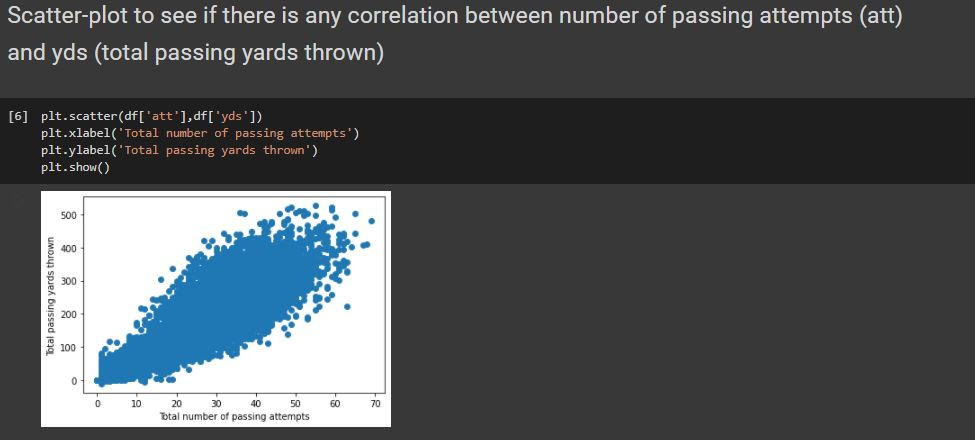 Scatter-plot to see if there is any correlation between number of passing attempts (att)
and yds (total passing yards thrown)
[6] plt.scatter(df['att'],df['yds'])
plt.xlabel('Total number of passing attempts')
plt.ylabel('Total passing yards thrown')
plt.show()
500
400
300
200
100
0
Total passing yards thrown
0 10 20 30 40 50 60 70
Total number of passing attempts